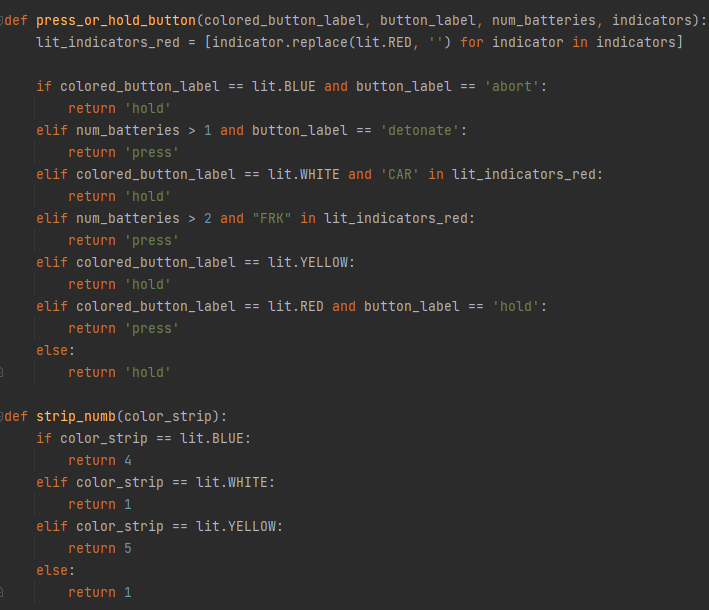 def press_or_hold_button(colored_button_label, button_label, num_batteries, indicators):
    lit_indicators_red = [indicator.replace(lit.RED, '') for indicator in indicators]

    if colored_button_label == lit.BLUE and button_label == 'abort':
        return 'hold'
    elif num_batteries > 1 and button_label == 'detonate':
        return 'press'
    elif colored_button_label == lit.WHITE and 'CAR' in lit_indicators_red:
        return 'hold'
    elif num_batteries > 2 and "FRK" in lit_indicators_red:
        return 'press'
    elif colored_button_label == lit.YELLOW:
        return 'hold'
    elif colored_button_label == lit.RED and button_label == 'hold':
        return 'press'
    else:
        return 'hold'

def strip_numb(color_strip):
    if color_strip == lit.BLUE:
        return 4
    elif color_strip == lit.WHITE:
        return 1
    elif color_strip == lit.YELLOW:
        return 5
    else:
        return 1